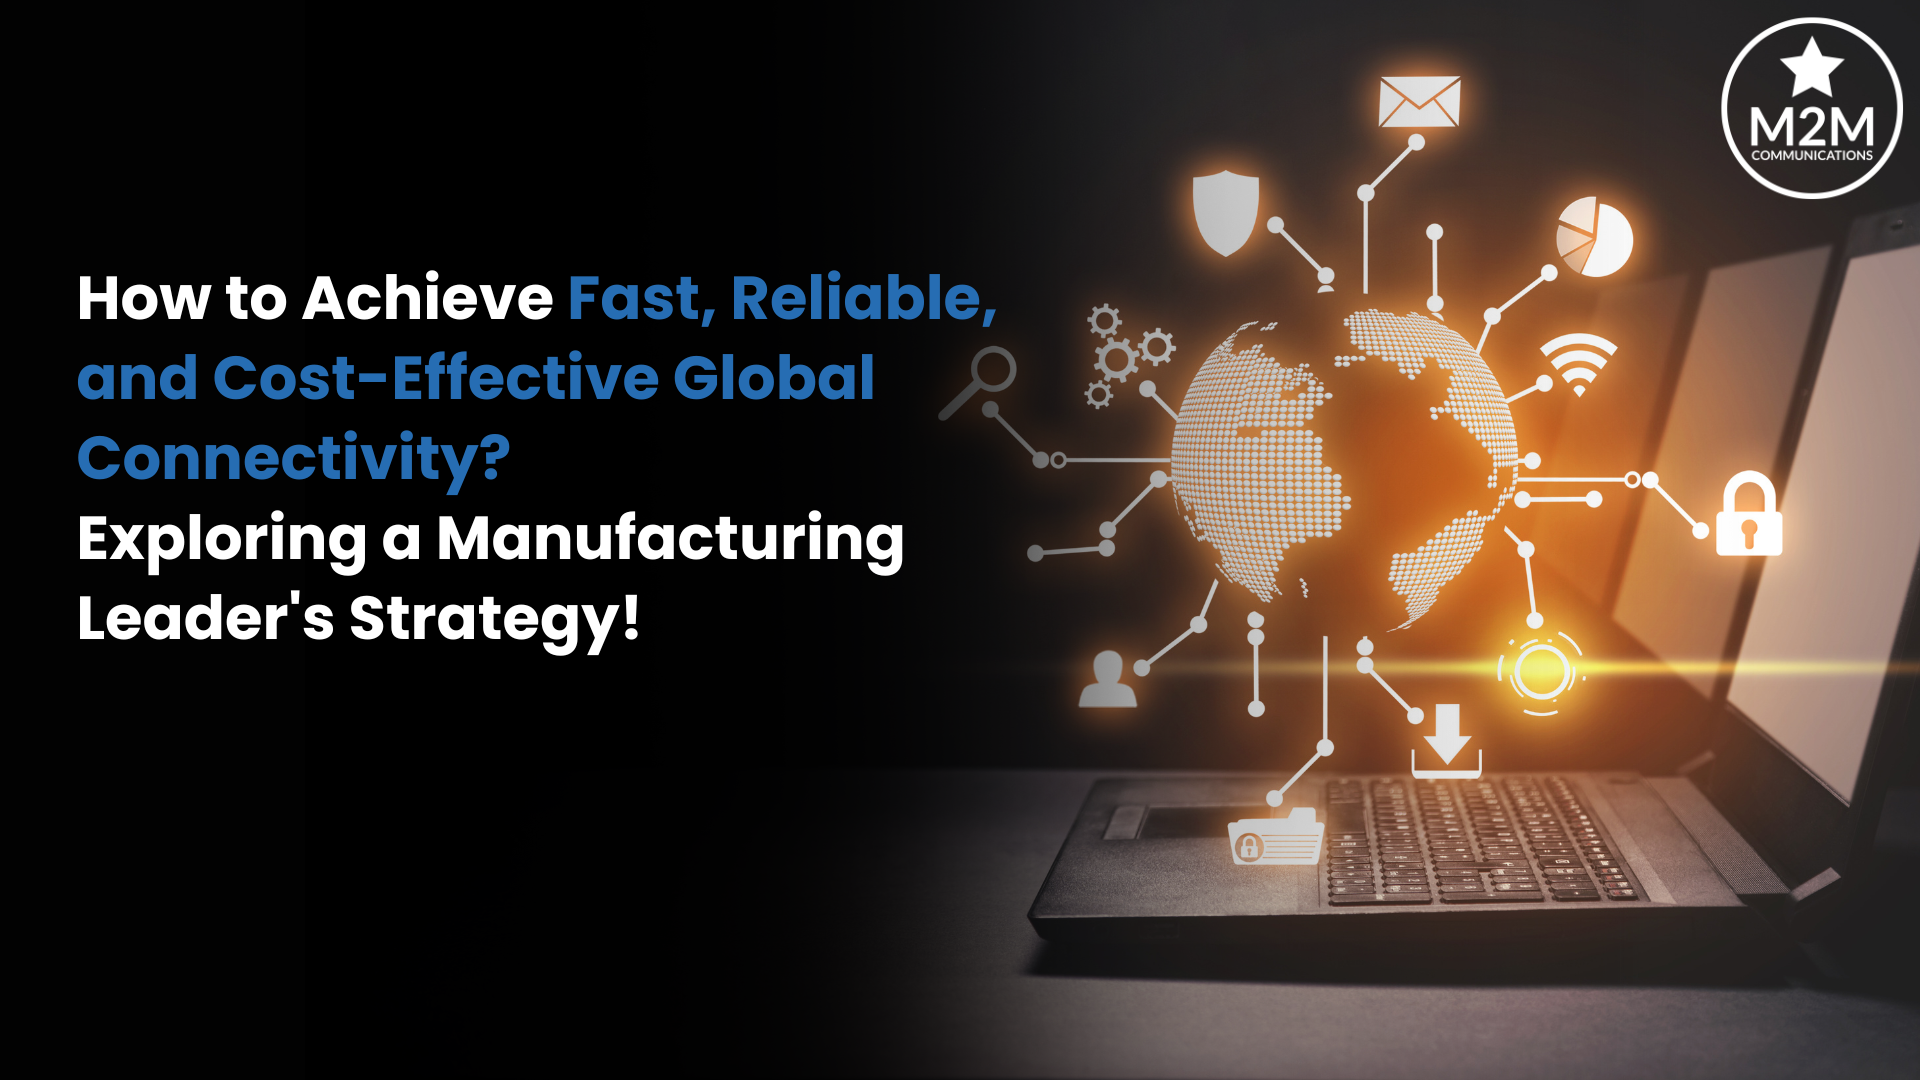 M2M
COMMUNICATIONS
How to Achieve Fast, Reliable,
and Cost-Effective Global
Connectivity?
Exploring a Manufacturing
Leader's Strategy!